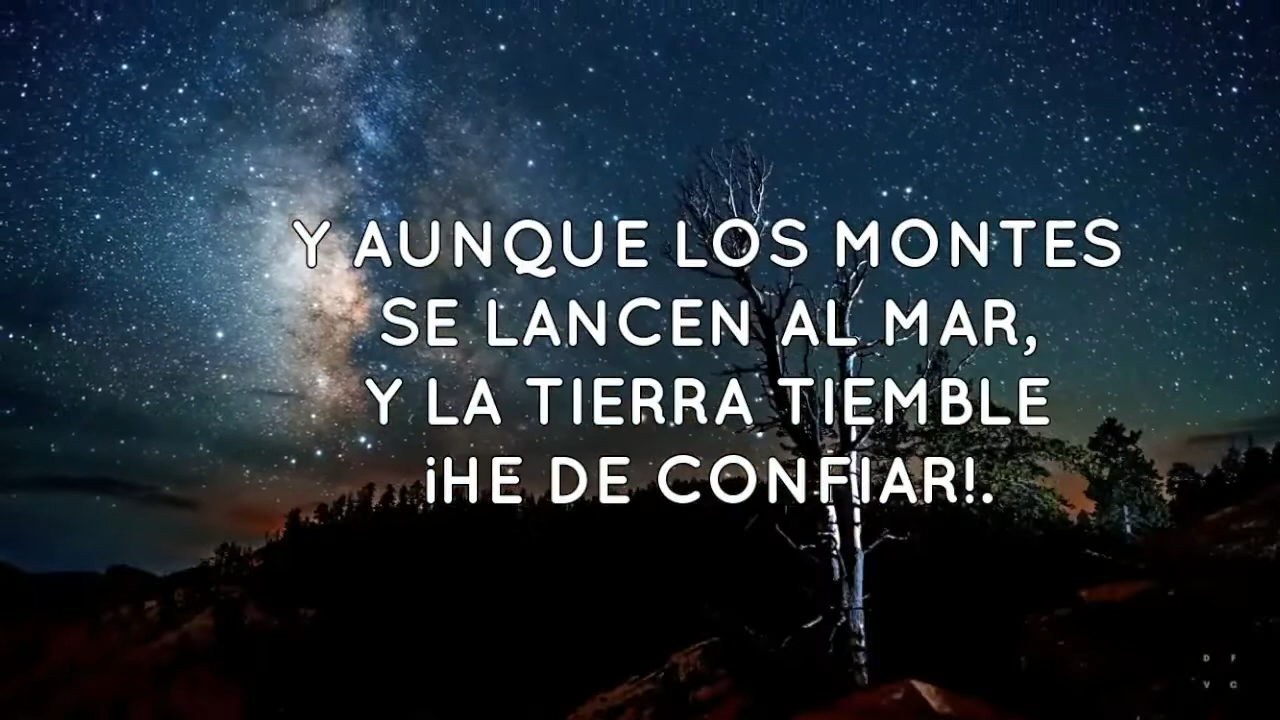 Y AUNQUE LOS MONTES
SE LANCEN AL MAR,
Y LA TIERRA TIEMBLE
¡HE DE CONFIAR!.
D F
V C